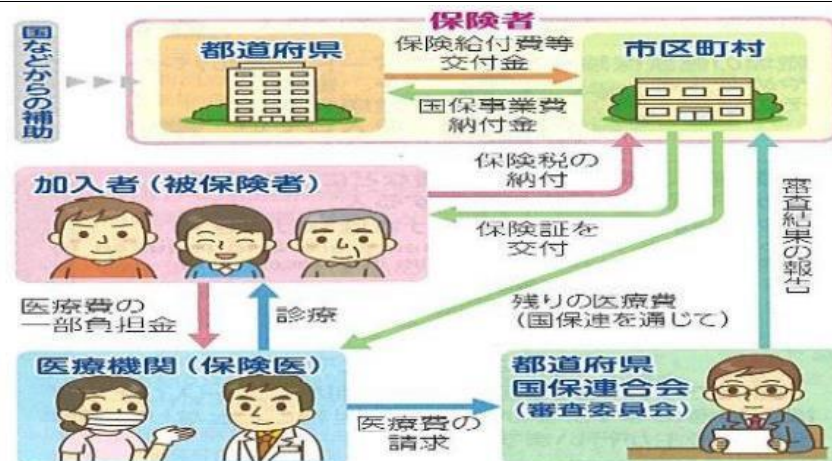 保険者
国などからの補助
都道府県
保険給付費等
交付金
国保事業費
納付金
市区町村
加入者(被保険者)
保険税の
納付
保険証を
交付
審査結果の報告
医療費の
一部負担金
診療
残りの医療費
(国保連を通じて)
医療機関(保険医)
医療費の
請求
都道府県
国保連合会
(審査委員会)